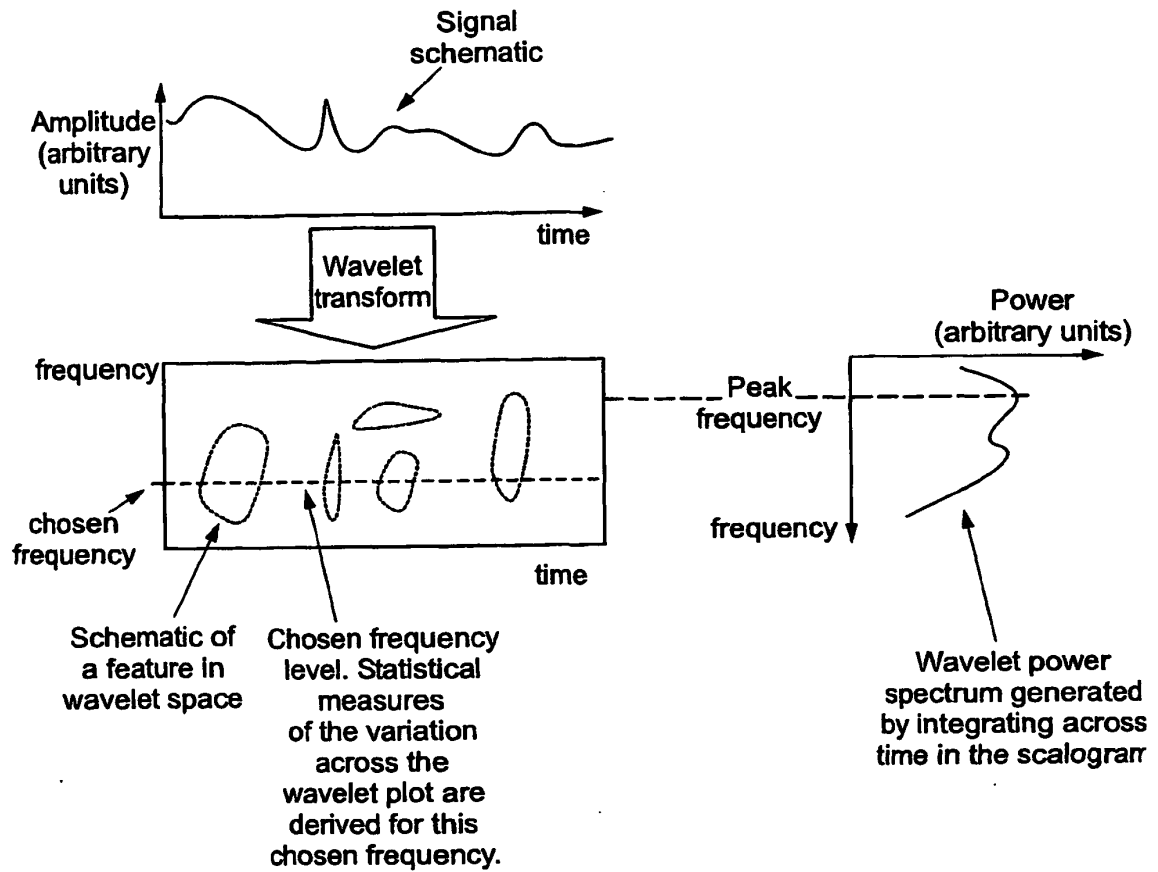 Signal
schematic
Amplitude
(arbitrary
units)
time
Wavelet
transform
Power
(arbitrary units)
frequency
Peak
frequency
chosen
frequency
frequency
time
Schematic of
a feature in
wavelet space
Chosen frequency
level. Statistical
measures
of the variation
across the
wavelet plot are
derived for this
chosen frequency.
Wavelet power
spectrum generated
by integrating across
time in the scalogram